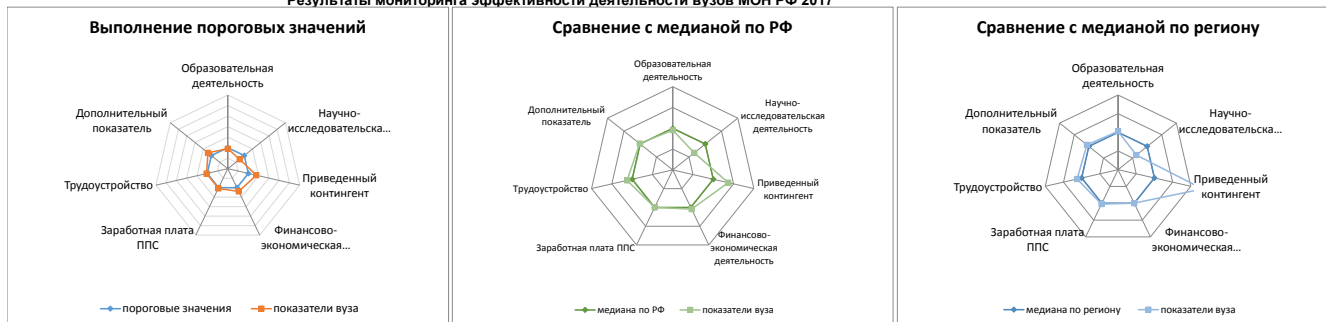 Результаты мониторинга эффективности деятельности вузов МОН РФ 2017
Выполнение пороговых значений
Образовательная
деятельность
Дополнительный
показатель
Научно-
исследовательска...
Трудоустройство
Приведенный
контингент
Заработная плата
ППС
Финансово-
экономическая...
пороговые значения
показатели вуза
Сравнение с медианой по РФ
Образовательная
деятельность
Дополнительный
показатель
Научно-
исследовательская
деятельность
Трудоустройство
Приведенный
контингент
Заработная плата ППС
Финансово-
экономическая
деятельность
медиана по РФ
показатели вуза
Сравнение с медианой по региону
Образовательная
деятельность
Дополнительный
показатель
Научно-
исследовательска...
Трудоустройство
Приведенный
контингент
Заработная плата
ППС
Финансово-
экономическая...
медиана по региону
показатели вуза